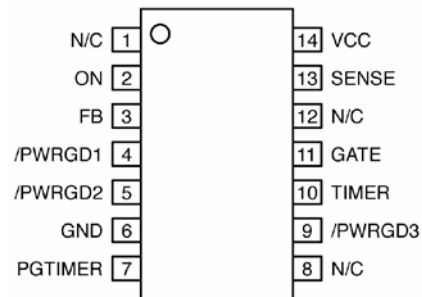 N/C 1 14 VCC
ON 2 13 SENSE
FB 3 12 N/C
/PWRGD1 4 11 GATE
/PWRGD2 5 10 TIMER
GND 6 9 /PWRGD3
PGTIMER 7 8 N/C